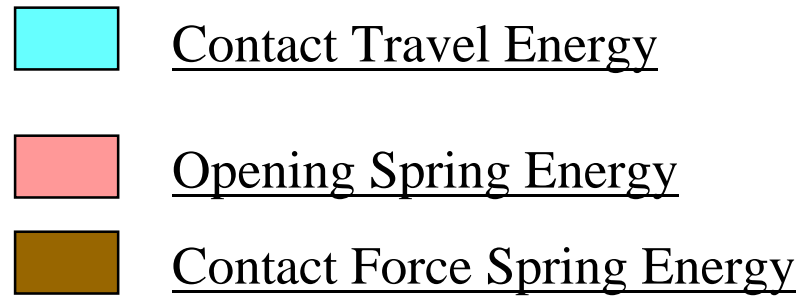 Contact Travel Energy
Opening Spring Energy
Contact Force Spring Energy